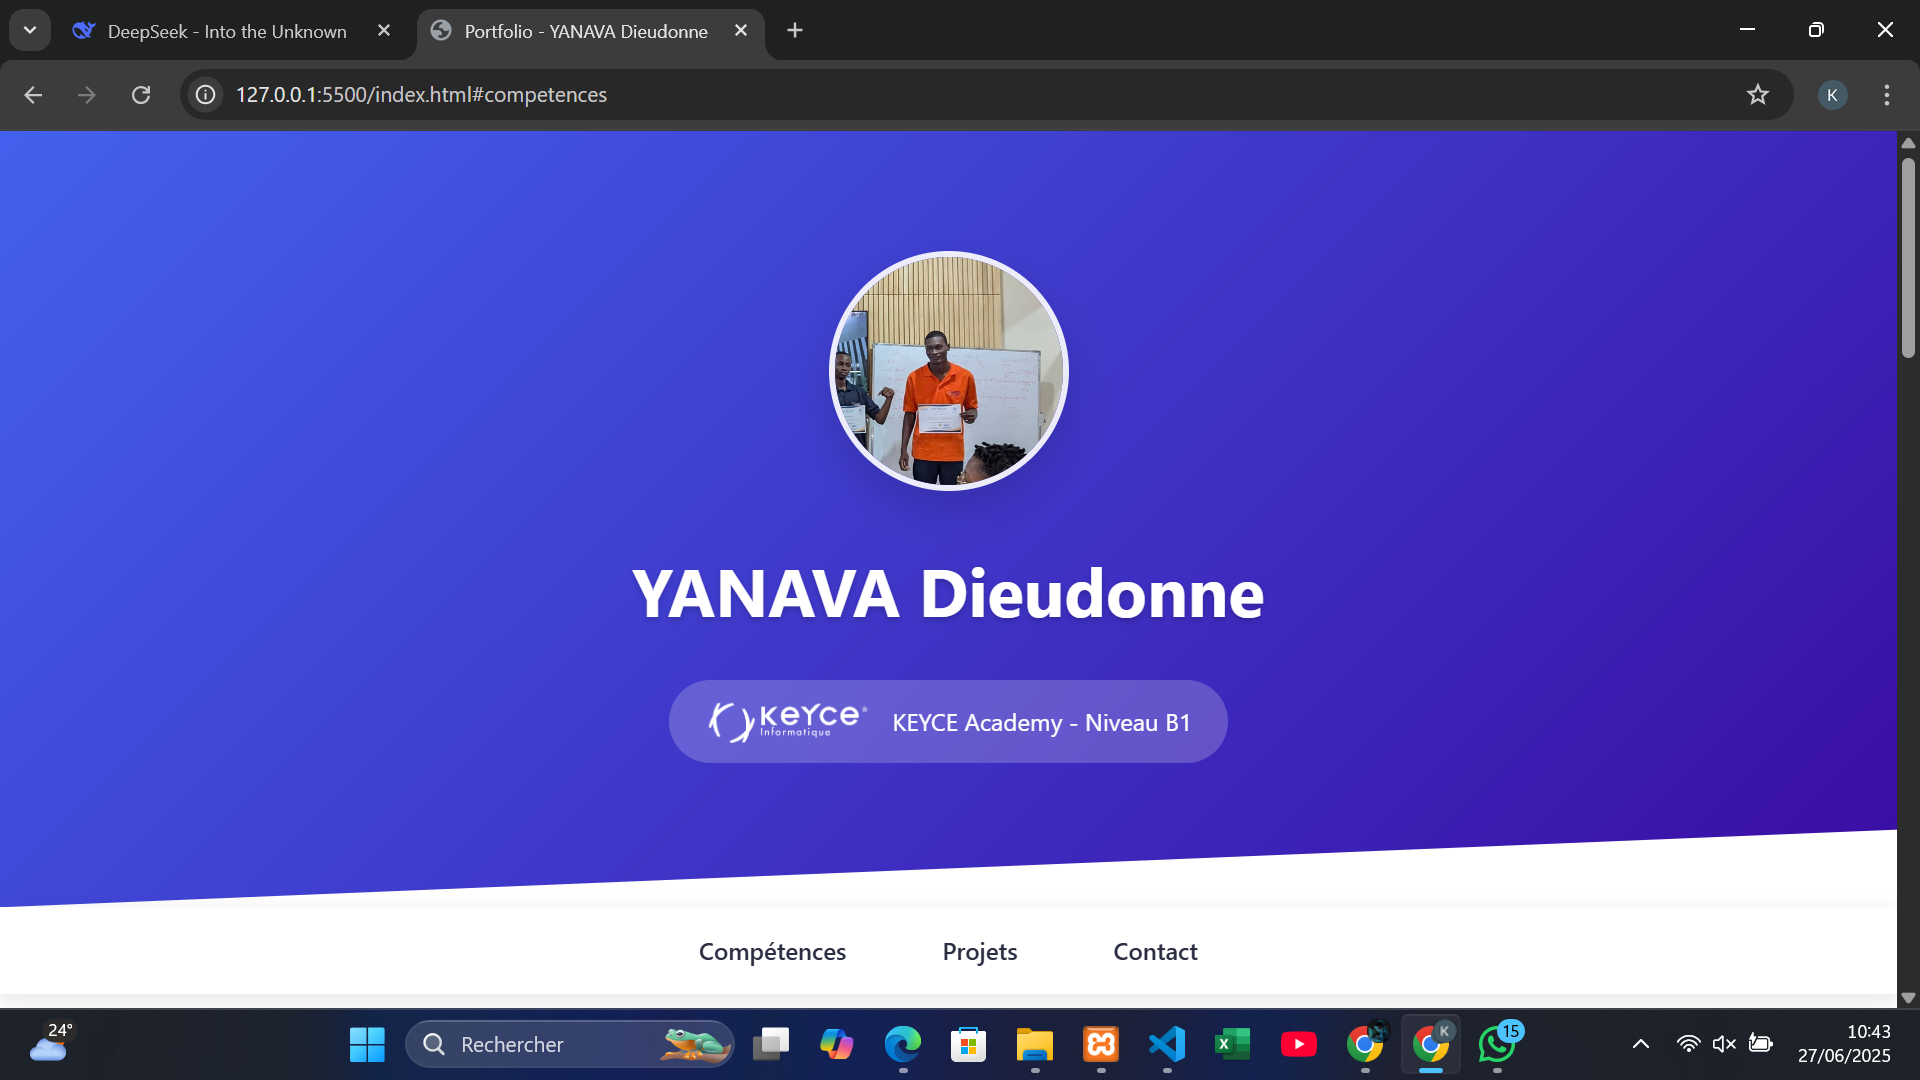 DeepSeek - Into the Unknown
Portfolio - YANAVA Dieudonne
127.0.0.1:5500/index.html#competences
K
YANAVA Dieudonne
KEYCE
Informatique
KEYCE Academy - Niveau B1
Compétences
Projets
Contact
24°
Rechercher
K
15
10:43
27/06/2025